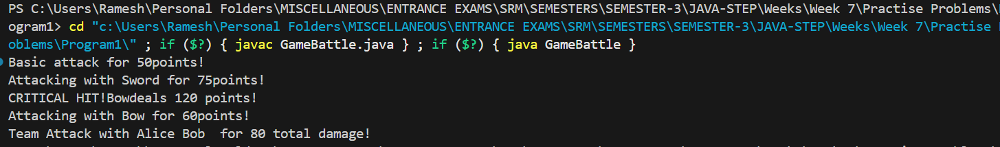 PS C:\Users\Ramesh\Personal Folders\MISCELLANEOUS\ENTRANCE EXAMS\SRM\SEMESTERS\SEMESTER-3\JAVA-STEP\Weeks\Week 7\Practise Problems\
ogram1> cd "c:\Users\Ramesh\Personal Folders\MISCELLANEOUS\ENTRANCE EXAMS\SRM\SEMESTERS\SEMESTER-3\JAVA-STEP\Weeks\Week 7\Practise
oblems\Program1\" ; if ($?) { javac GameBattle.java } ; if ($?) { java GameBattle }
Basic attack for 50points!
Attacking with Sword for 75points!
CRITICAL HIT!Bowdeals 120 points!
Attacking with Bow for 60points!
Team Attack with Alice Bob  for 80 total damage!